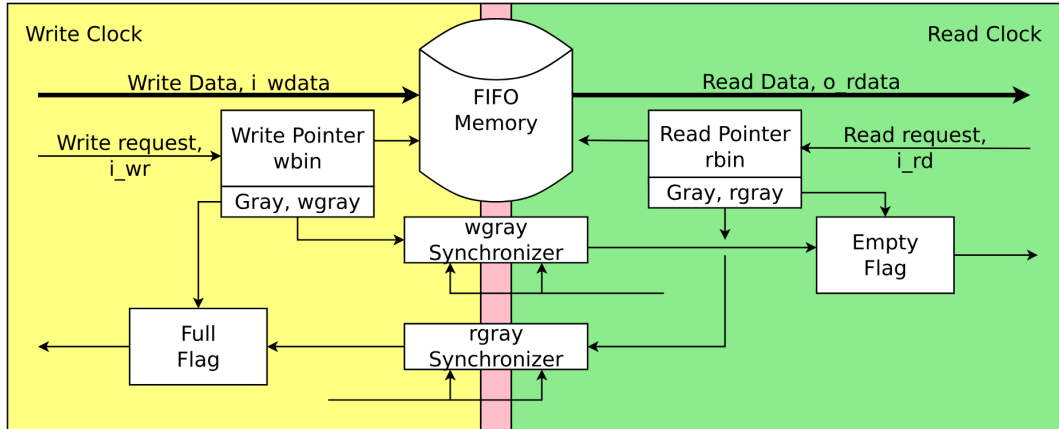 Write Clock
Read Clock
Write Data, i_wdata
FIFO
Memory
Read Data, o_rdata
Write request,
i_wr
Write Pointer
wbin
Gray, wgray
Read Pointer
rbin
Gray, rgray
Read request,
i_rd
wgray
Synchronizer
Empty
Flag
Full
Flag
rgray
Synchronizer